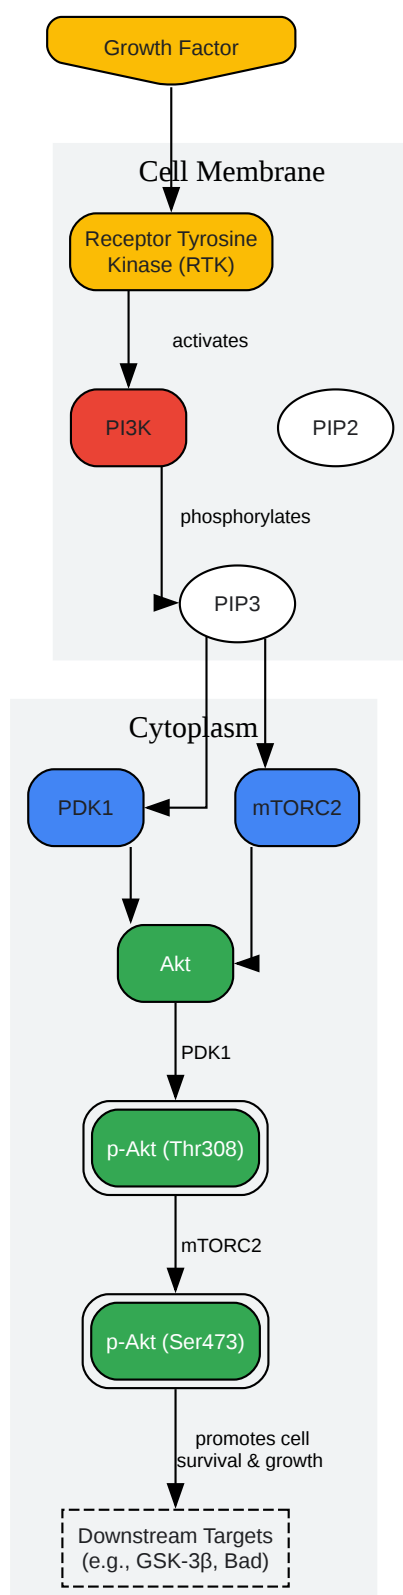 Growth Factor
Cell Membrane
Receptor Tyrosine
Kinase (RTK)
activates
PI3K
PIP2
phosphorylates
PIP3
Cytoplasm
PDK1
mTORC2
Akt
PDK1
p-Akt (Thr308)
mTORC2
p-Akt (Ser473)
promotes cell
survival & growth
Downstream Targets
(e.g., GSK-3β, Bad)